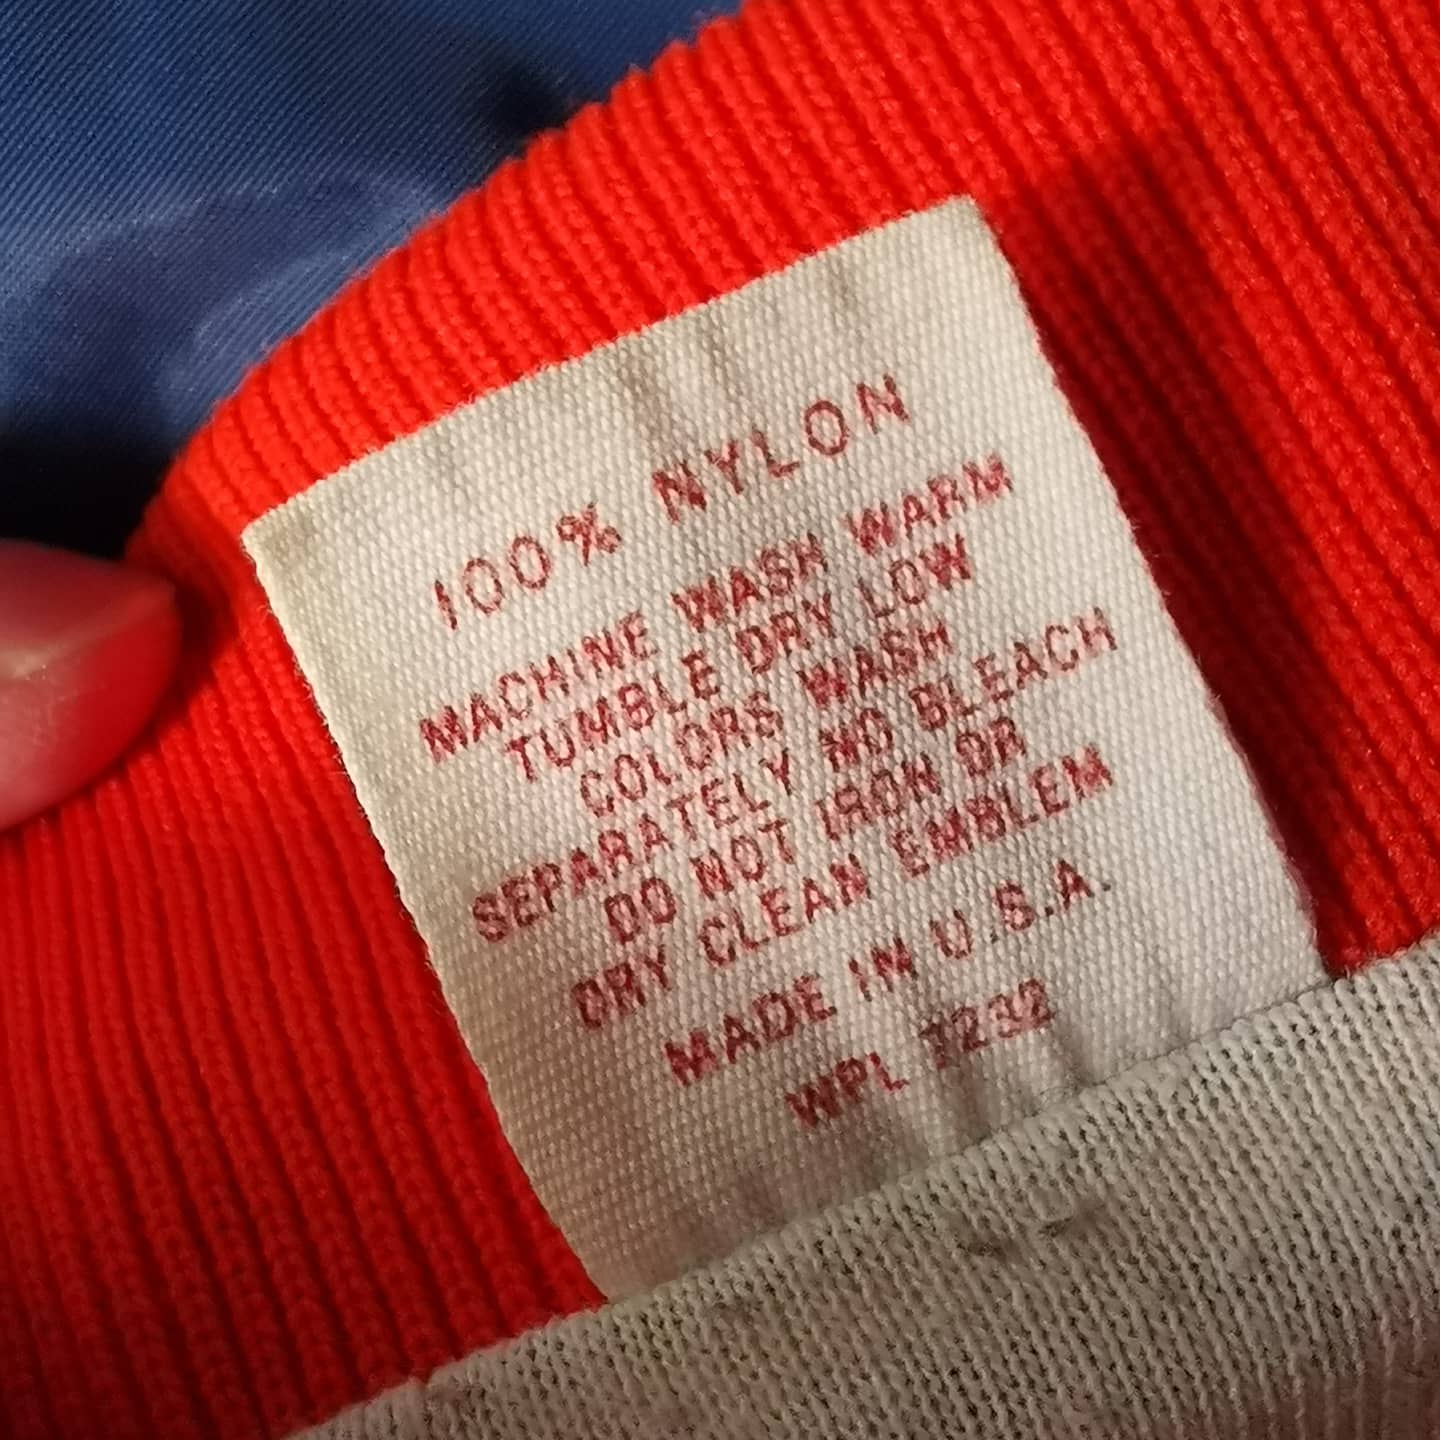 100% NYLON
MACHINE WASH WARM
TUMBLE DRY LOW
COLORS WASH
SEPARATELY NO BLEACH
DO NOT IRON OR
DRY CLEAN EMBLEM
MADE IN U.S.A.
WPL 7232